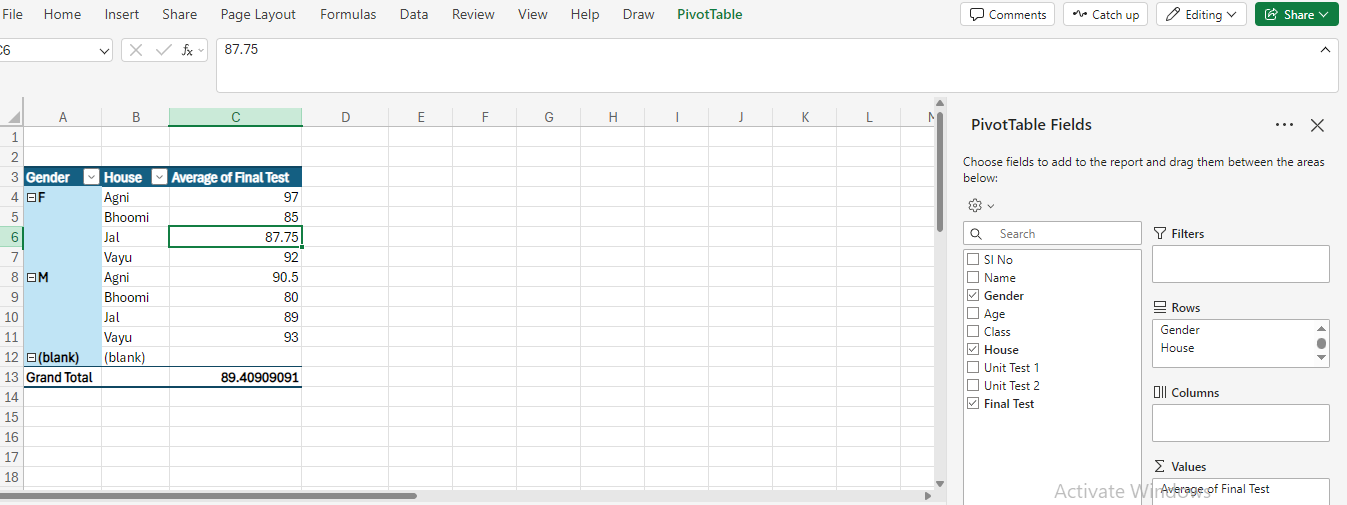 File Home Insert Share Page Layout Formulas Data Review View Help Draw PivotTable Comments Catch up Editing Share
C6 fx 87.75
A B C D E F G H I J K L
1
2
3 Gender House Average of Final Test
4 F Agni 97
5 Bhoomi 85
6 Jal 87.75
7 Vayu 92
8 M Agni 90.5
9 Bhoomi 80
10 Jal 89
11 Vayu 93
12 (blank) (blank)
13 Grand Total 89.40909091
14
15
16
17
18
PivotTable Fields
Choose fields to add to the report and drag them between the areas
below:
Search
SI No
Name
Gender
Age
Class
House
Unit Test 1
Unit Test 2
Final Test
Filters
Rows
Gender
House
Columns
Values
Average of Final Test
Activate Windows